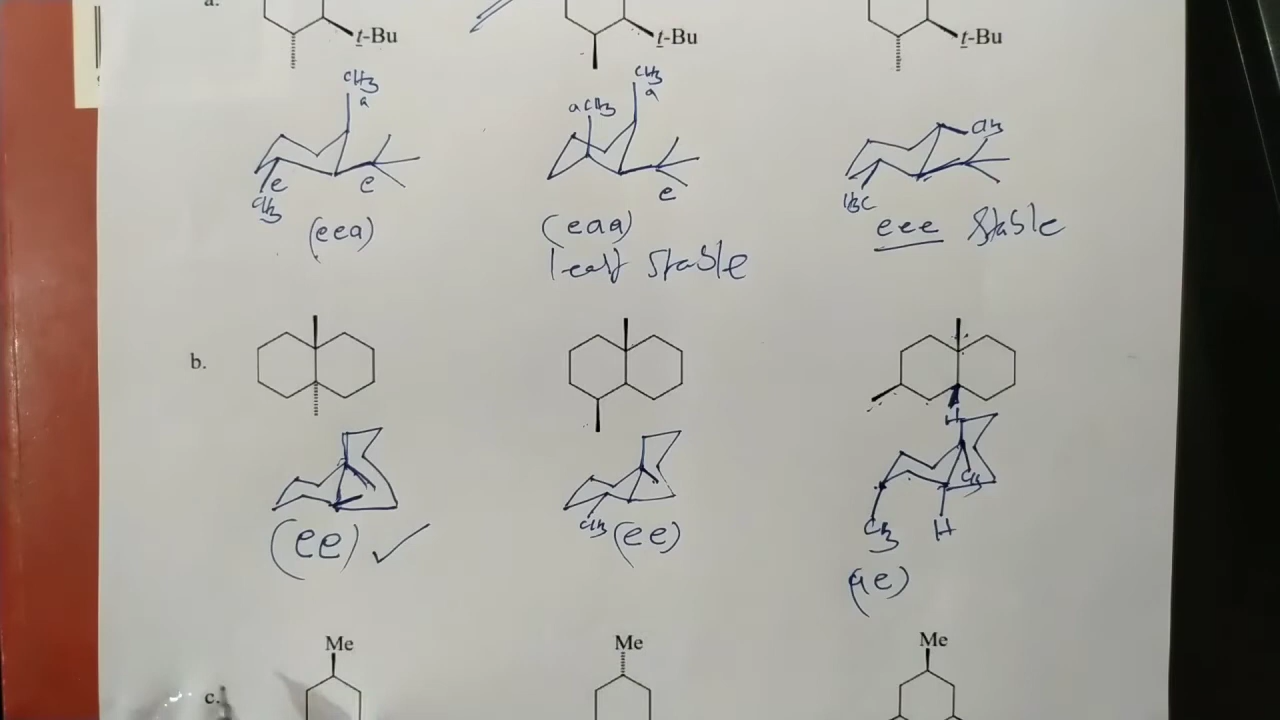 a.
t-Bu t-Bu t-Bu
CH3 CH3
a a
a CH3 CH3
e e e
CH3 H3C
(eea) (eaa) eee Stable
least stable
b.
H
CH3 CH3
CH3 H
(ee) (ee)
(ae)
Me Me Me
c.